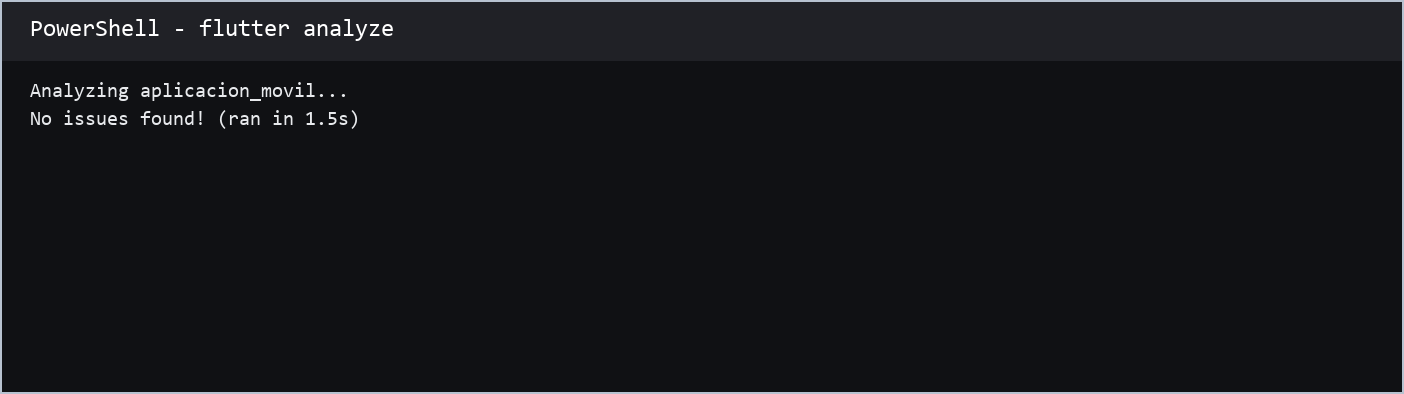 PowerShell - flutter analyze
Analyzing aplicacion_movil...
No issues found! (ran in 1.5s)